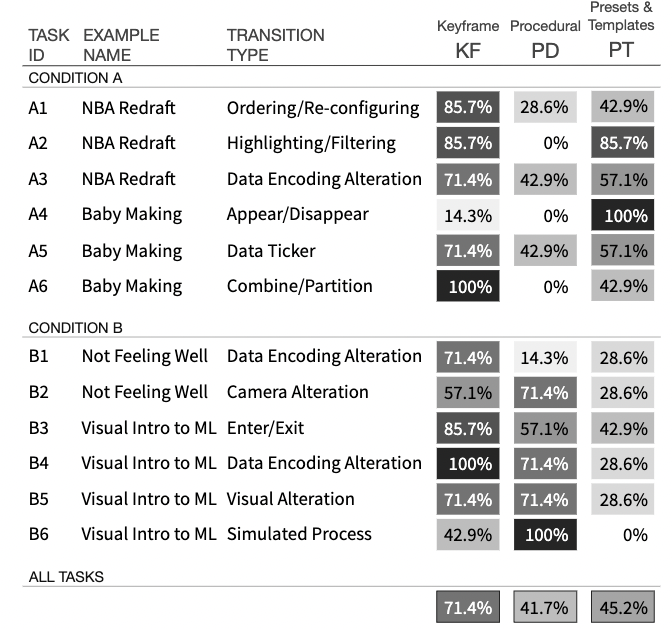 Presets &
Keyframe Procedural Templates
TASK ID EXAMPLE NAME TRANSITION TYPE KF PD PT
CONDITION A
A1 NBA Redraft Ordering/Re-configuring 85.7% 28.6% 42.9%
A2 NBA Redraft Highlighting/Filtering 85.7% 0% 85.7%
A3 NBA Redraft Data Encoding Alteration 71.4% 42.9% 57.1%
A4 Baby Making Appear/Disappear 14.3% 0% 100%
A5 Baby Making Data Ticker 71.4% 42.9% 57.1%
A6 Baby Making Combine/Partition 100% 0% 42.9%
CONDITION B
B1 Not Feeling Well Data Encoding Alteration 71.4% 14.3% 28.6%
B2 Not Feeling Well Camera Alteration 57.1% 71.4% 28.6%
B3 Visual Intro to ML Enter/Exit 85.7% 57.1% 42.9%
B4 Visual Intro to ML Data Encoding Alteration 100% 71.4% 28.6%
B5 Visual Intro to ML Visual Alteration 71.4% 71.4% 28.6%
B6 Visual Intro to ML Simulated Process 42.9% 100% 0%
ALL TASKS
71.4% 41.7% 45.2%